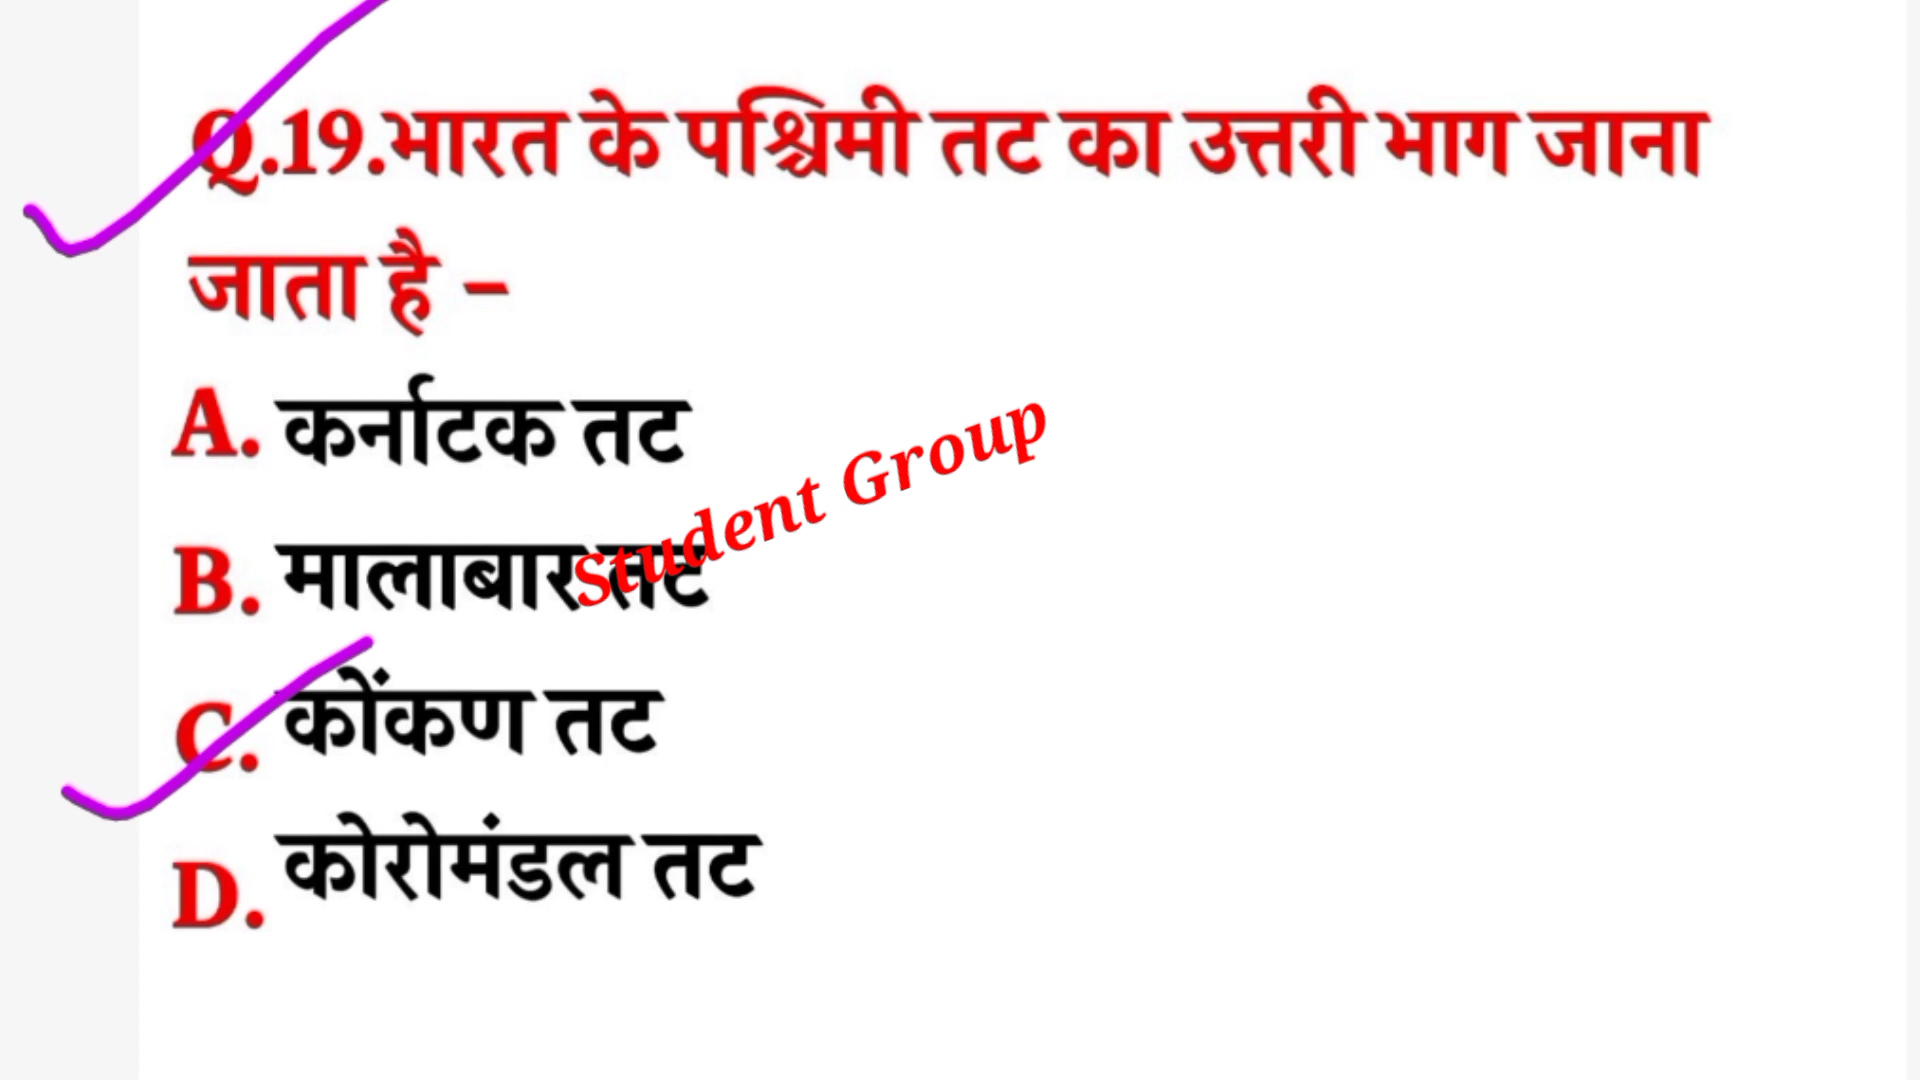 Q.19.भारत के पश्चिमी तट का उत्तरी भाग जाना
जाता है –
A. कर्नाटक तट
B. मालाबार तट
C. कोंकण तट
D. कोरोमंडल तट
Student Group